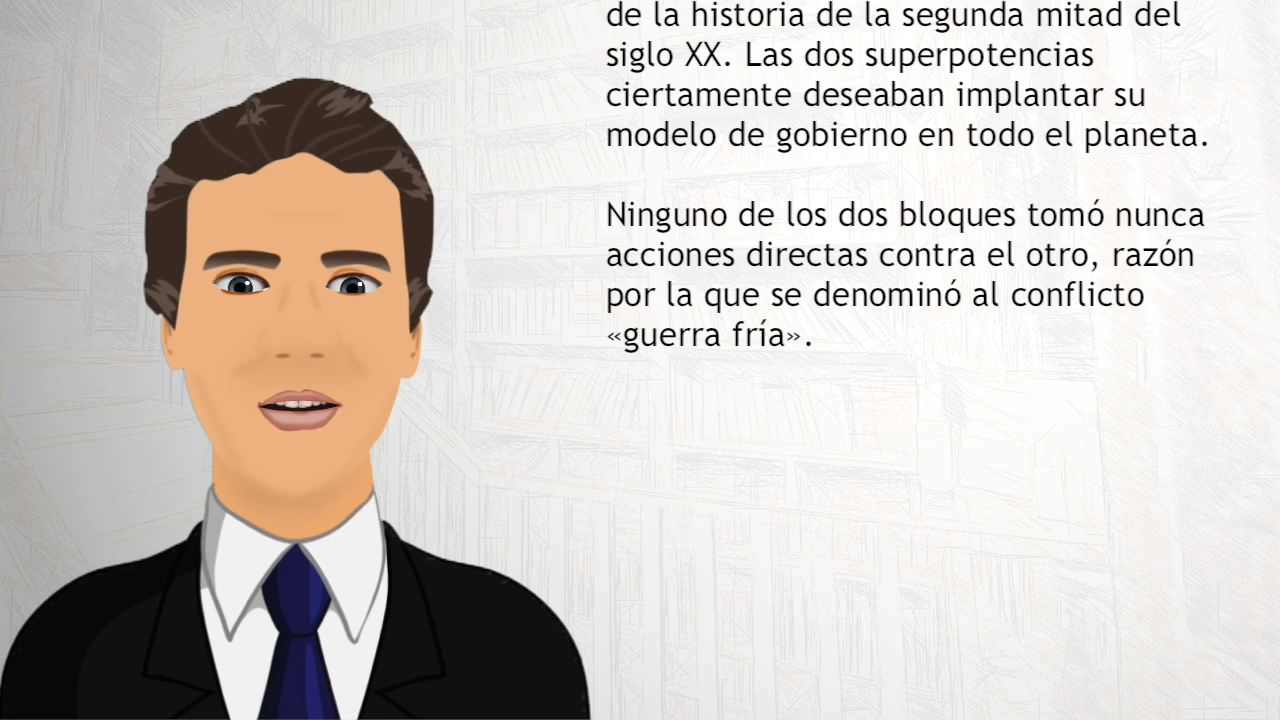 de la historia de la segunda mitad del
siglo XX. Las dos superpotencias
ciertamente deseaban implantar su
modelo de gobierno en todo el planeta.
Ninguno de los dos bloques tomó nunca
acciones directas contra el otro, razón
por la que se denominó al conflicto
«guerra fría».